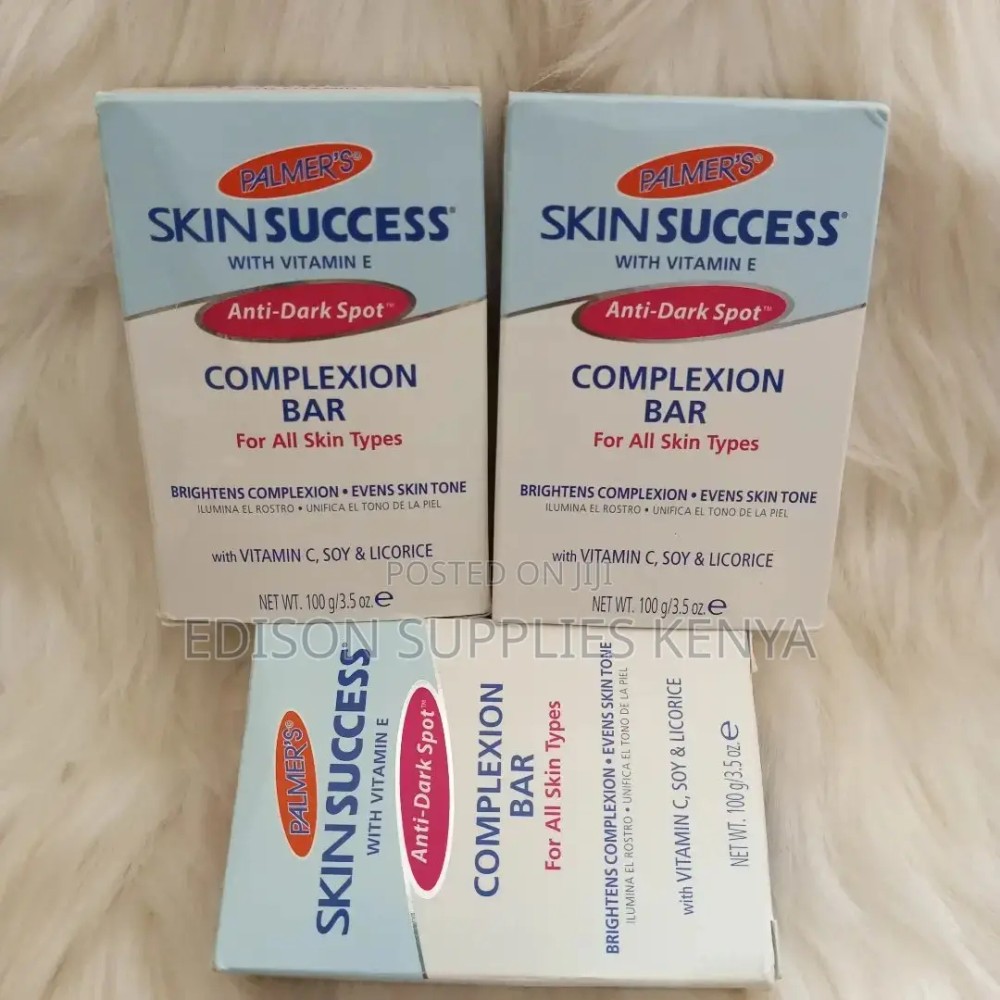 PALMER'S®
SKIN SUCCESS®
WITH VITAMIN E
Anti-Dark Spot™
COMPLEXION
BAR
For All Skin Types
BRIGHTENS COMPLEXION • EVENS SKIN TONE
ILUMINA EL ROSTRO • UNIFICA EL TONO DE LA PIEL
with VITAMIN C, SOY & LICORICE
NET WT. 100 g/3.5 oz. e
PALMER'S®
SKIN SUCCESS®
WITH VITAMIN E
Anti-Dark Spot™
COMPLEXION
BAR
For All Skin Types
BRIGHTENS COMPLEXION • EVENS SKIN TONE
ILUMINA EL ROSTRO • UNIFICA EL TONO DE LA PIEL
with VITAMIN C, SOY & LICORICE
NET WT. 100 g/3.5 oz. e
POSTED ON JIJI
EDISON SUPPLIES KENYA
PALMER'S®
SKIN SUCCESS®
WITH VITAMIN E
Anti-Dark Spot™
COMPLEXION
BAR
For All Skin Types
BRIGHTENS COMPLEXION • EVENS SKIN TONE
ILUMINA EL ROSTRO • UNIFICA EL TONO DE LA PIEL
with VITAMIN C, SOY & LICORICE
NET WT. 100 g/3.5 oz. e